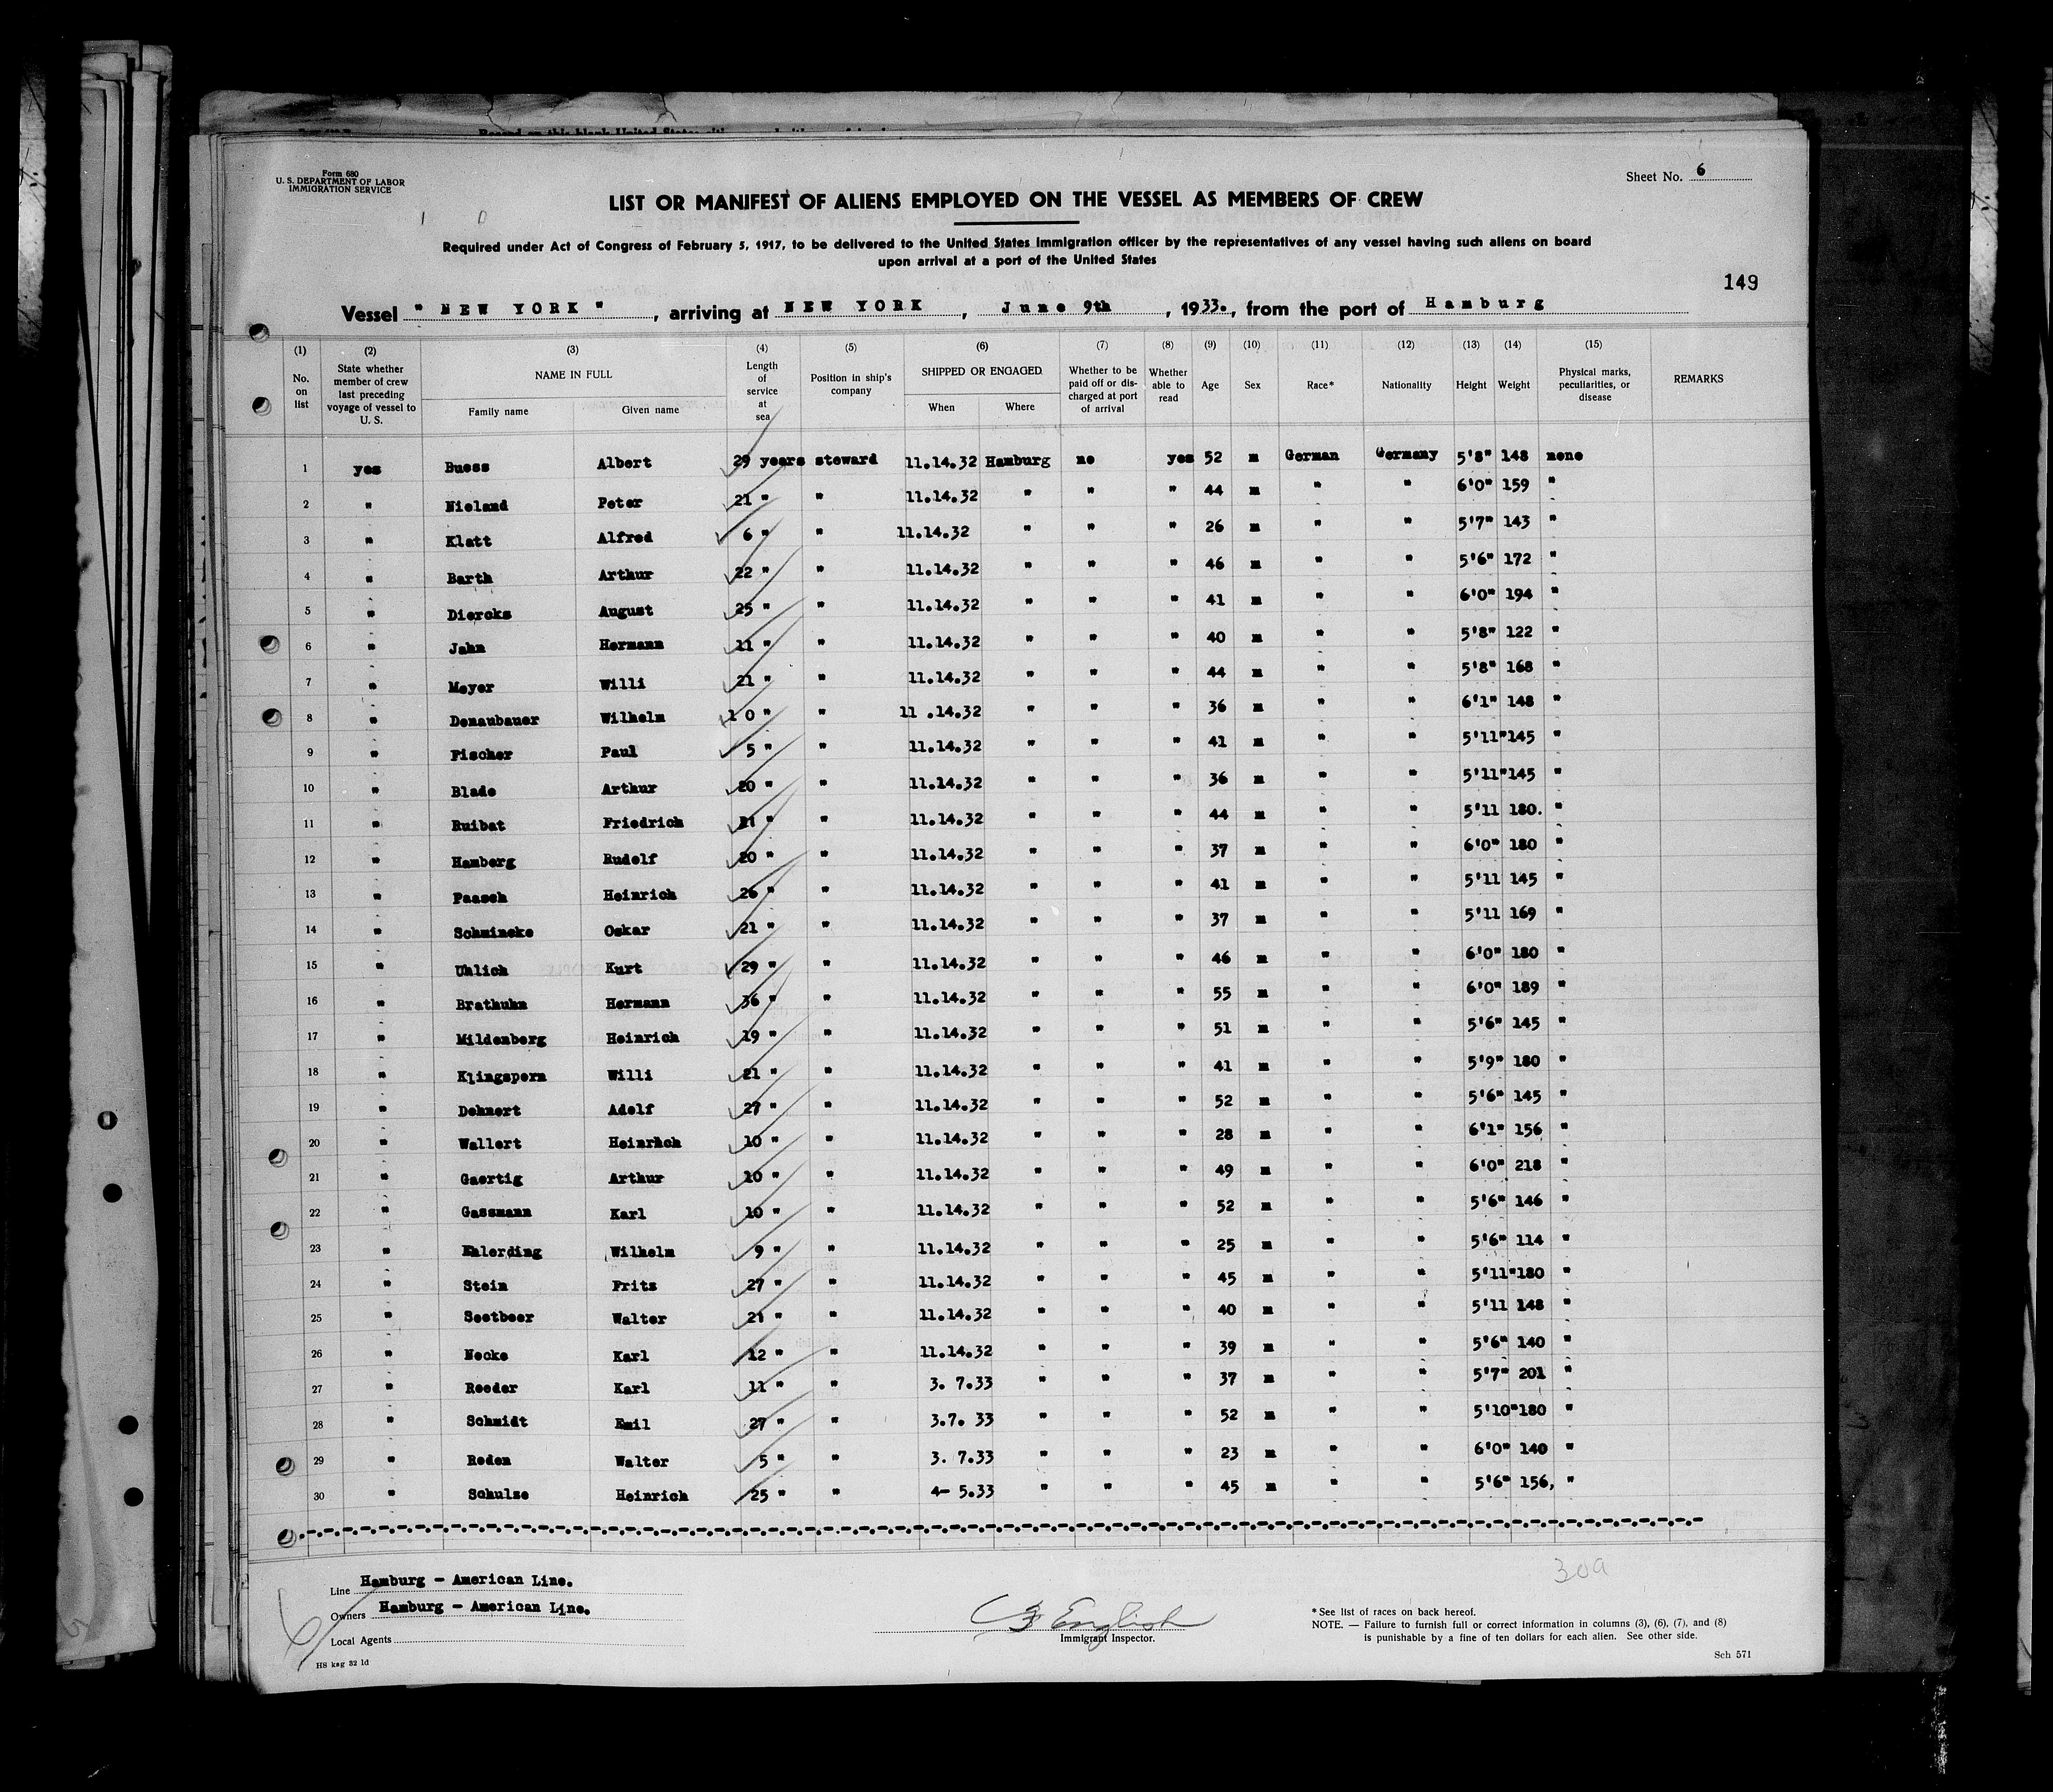 Form 680
U. S. DEPARTMENT OF LABOR
IMMIGRATION SERVICE
Sheet No. 6
LIST OR MANIFEST OF ALIENS EMPLOYED ON THE VESSEL AS MEMBERS OF CREW
Required under Act of Congress of February 5, 1917, to be delivered to the United States Immigration officer by the representatives of any vessel having such aliens on board
upon arrival at a port of the United States
149
Vessel " NEW YORK ", arriving at NEW YORK, June 9th, 1933., from the port of Hamburg
(1) (2) (3) (4) (5) (6) (7) (8) (9) (10) (11) (12) (13) (14) (15)
No. on list | State whether member of crew last preceding voyage of vessel to U. S. | NAME IN FULL Family name Given name | Length of service at sea | Position in ship's company | SHIPPED OR ENGAGED When Where | Whether to be paid off or discharged at port of arrival | Whether able to read | Age | Sex | Race* | Nationality | Height | Weight | Physical marks, peculiarities, or disease | REMARKS
1 yes Buess Albert 29 years steward 11.14.32 Hamburg no yes 52 m German Germany 5'8" 148 none
2 " Nieland Peter 21 " " 11.14.32 " " " 44 m " " 6'0" 159 "
3 " Klatt Alfred 6 " " 11.14.32 " " " 26 m " " 5'7" 143 "
4 " Barth Arthur 22 " " 11.14.32 " " " 46 m " " 5'6" 172 "
5 " Diercks August 25 " " 11.14.32 " " " 41 m " " 6'0" 194 "
6 " Jahn Hermann 11 " " 11.14.32 " " " 40 m " " 5'8" 122 "
7 " Meyer Willi 21 " " 11.14.32 " " " 44 m " " 5'8" 168 "
8 " Donaubauer Wilhelm 1 0 " " 11 .14.32 " " " 36 m " " 6'1" 148 "
9 " Fischer Paul 5 " " 11.14.32 " " " 41 m " " 5'11" 145 "
10 " Blade Arthur 20 " " 11.14.32 " " " 36 m " " 5'11" 145 "
11 " Ruibat Friedrich 21 " " 11.14.32 " " " 44 m " " 5'11 180. "
12 " Hamberg Rudolf 20 " " 11.14.32 " " " 37 m " " 6'0" 180 "
13 " Paasch Heinrich 26 " " 11.14.32 " " " 41 m " " 5'11 145 "
14 " Schmincke Oskar 21 " " 11.14.32 " " " 37 m " " 5'11 169 "
15 " Uhlich Kurt 29 " " 11.14.32 " " " 46 m " " 6'0" 180 "
16 " Brathuhn Hermann 36 " " 11.14.32 " " " 55 m " " 6'0" 189 "
17 " Mildenberg Heinrich 19 " " 11.14.32 " " " 51 m " " 5'6" 145 "
18 " Klingsporn Willi 21 " " 11.14.32 " " " 41 m " " 5'9" 180 "
19 " Dehnert Adolf 27 " " 11.14.32 " " " 52 m " " 5'6" 145 "
20 " Wallert Heinrich 10 " " 11.14.32 " " " 28 m " " 6'1" 156 "
21 " Gaertig Arthur 10 " " 11.14.32 " " " 49 m " " 6'0" 218 "
22 " Gassmann Karl 10 " " 11.14.32 " " " 52 m " " 5'6" 146 "
23 " Ehlerding Wilhelm 9 " " 11.14.32 " " " 25 m " " 5'6" 114 "
24 " Stein Fritz 27 " " 11.14.32 " " " 45 m " " 5'11" 180 "
25 " Seetbeer Walter 21 " " 11.14.32 " " " 40 m " " 5'11 148 "
26 " Necke Karl 12 " " 11.14.32 " " " 39 m " " 5'6" 140 "
27 " Reeder Karl 11 " " 3. 7.33 " " " 37 m " " 5'7" 201 "
28 " Schmidt Emil 27 " " 3.7. 33 " " " 52 m " " 5'10" 180 "
29 " Roden Walter 5 " " 3. 7.33 " " " 23 m " " 6'0" 140 "
30 " Schulze Heinrich 25 " " 4- 5.33 " " " 45 m " " 5'6" 156, "
30a
Line Hamburg - American Line.
Owners Hamburg - American Line.
Local Agents
H8 kag 32 1d
English
Immigrant Inspector.
*See list of races on back hereof.
NOTE. — Failure to furnish full or correct information in columns (3), (6), (7), and (8)
is punishable by a fine of ten dollars for each alien. See other side.
Sch 571